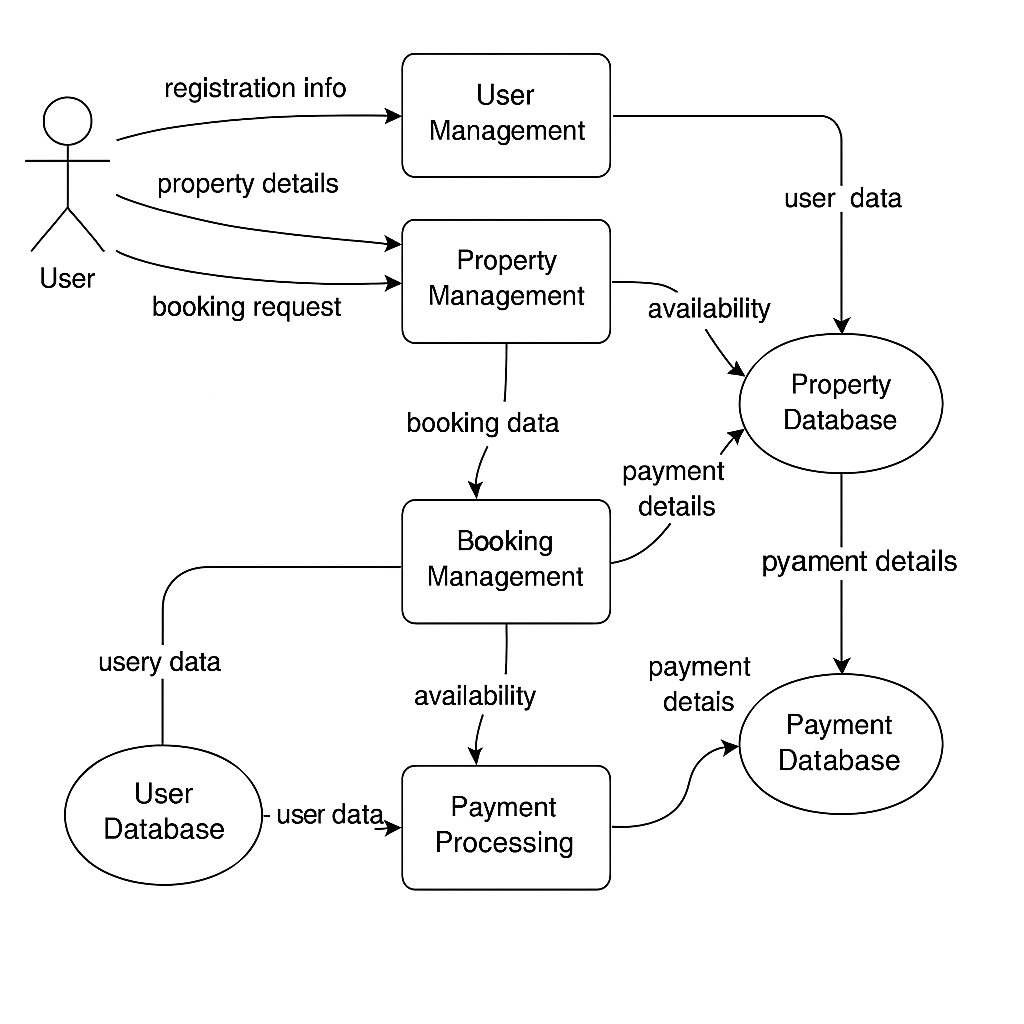 registration info
User
Management
property details
user data
User
Property
Management
booking request
availability
Property
Database
booking data
payment
details
Booking
Management
pyament details
usery data
availability
payment
detais
Payment
Database
User
Database
user data
Payment
Processing